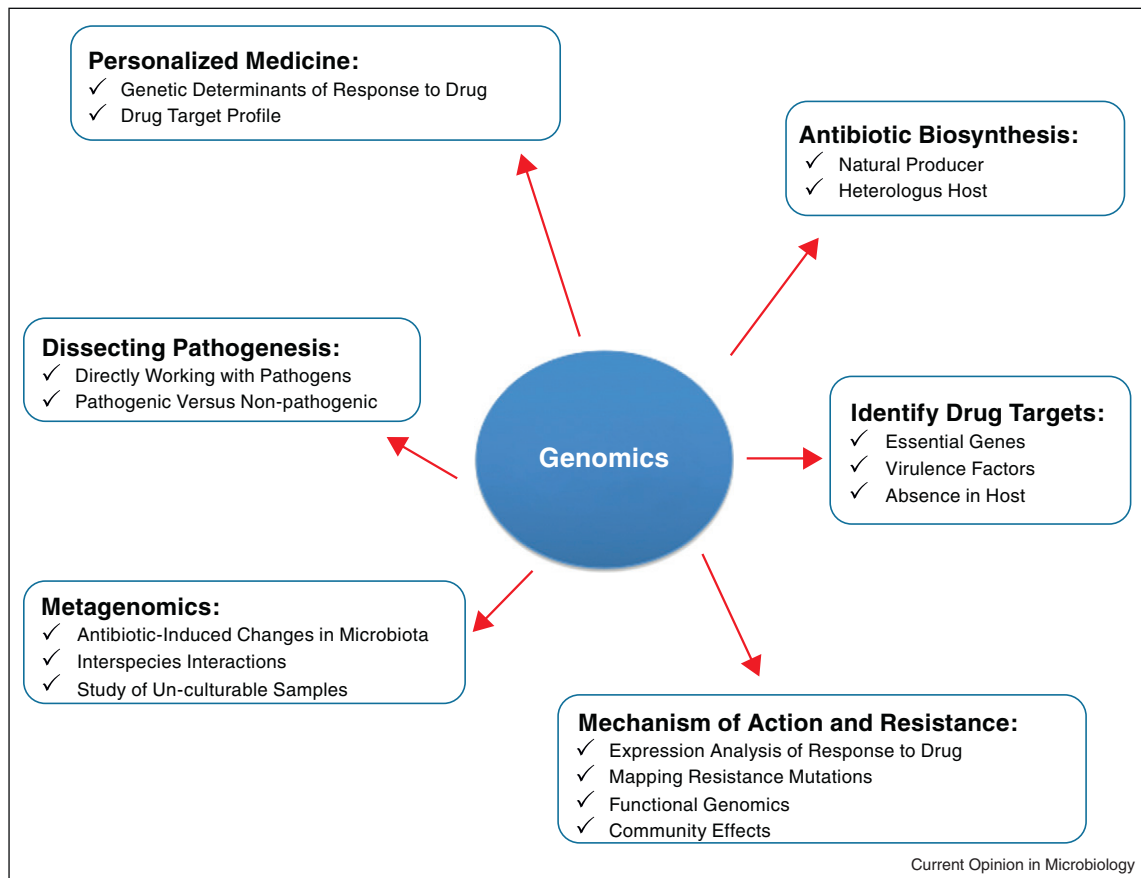 Personalized Medicine:
✓ Genetic Determinants of Response to Drug
✓ Drug Target Profile
Antibiotic Biosynthesis:
✓ Natural Producer
✓ Heterologus Host
Dissecting Pathogenesis:
✓ Directly Working with Pathogens
✓ Pathogenic Versus Non-pathogenic
Genomics
Identify Drug Targets:
✓ Essential Genes
✓ Virulence Factors
✓ Absence in Host
Metagenomics:
✓ Antibiotic-Induced Changes in Microbiota
✓ Interspecies Interactions
✓ Study of Un-culturable Samples
Mechanism of Action and Resistance:
✓ Expression Analysis of Response to Drug
✓ Mapping Resistance Mutations
✓ Functional Genomics
✓ Community Effects
Current Opinion in Microbiology